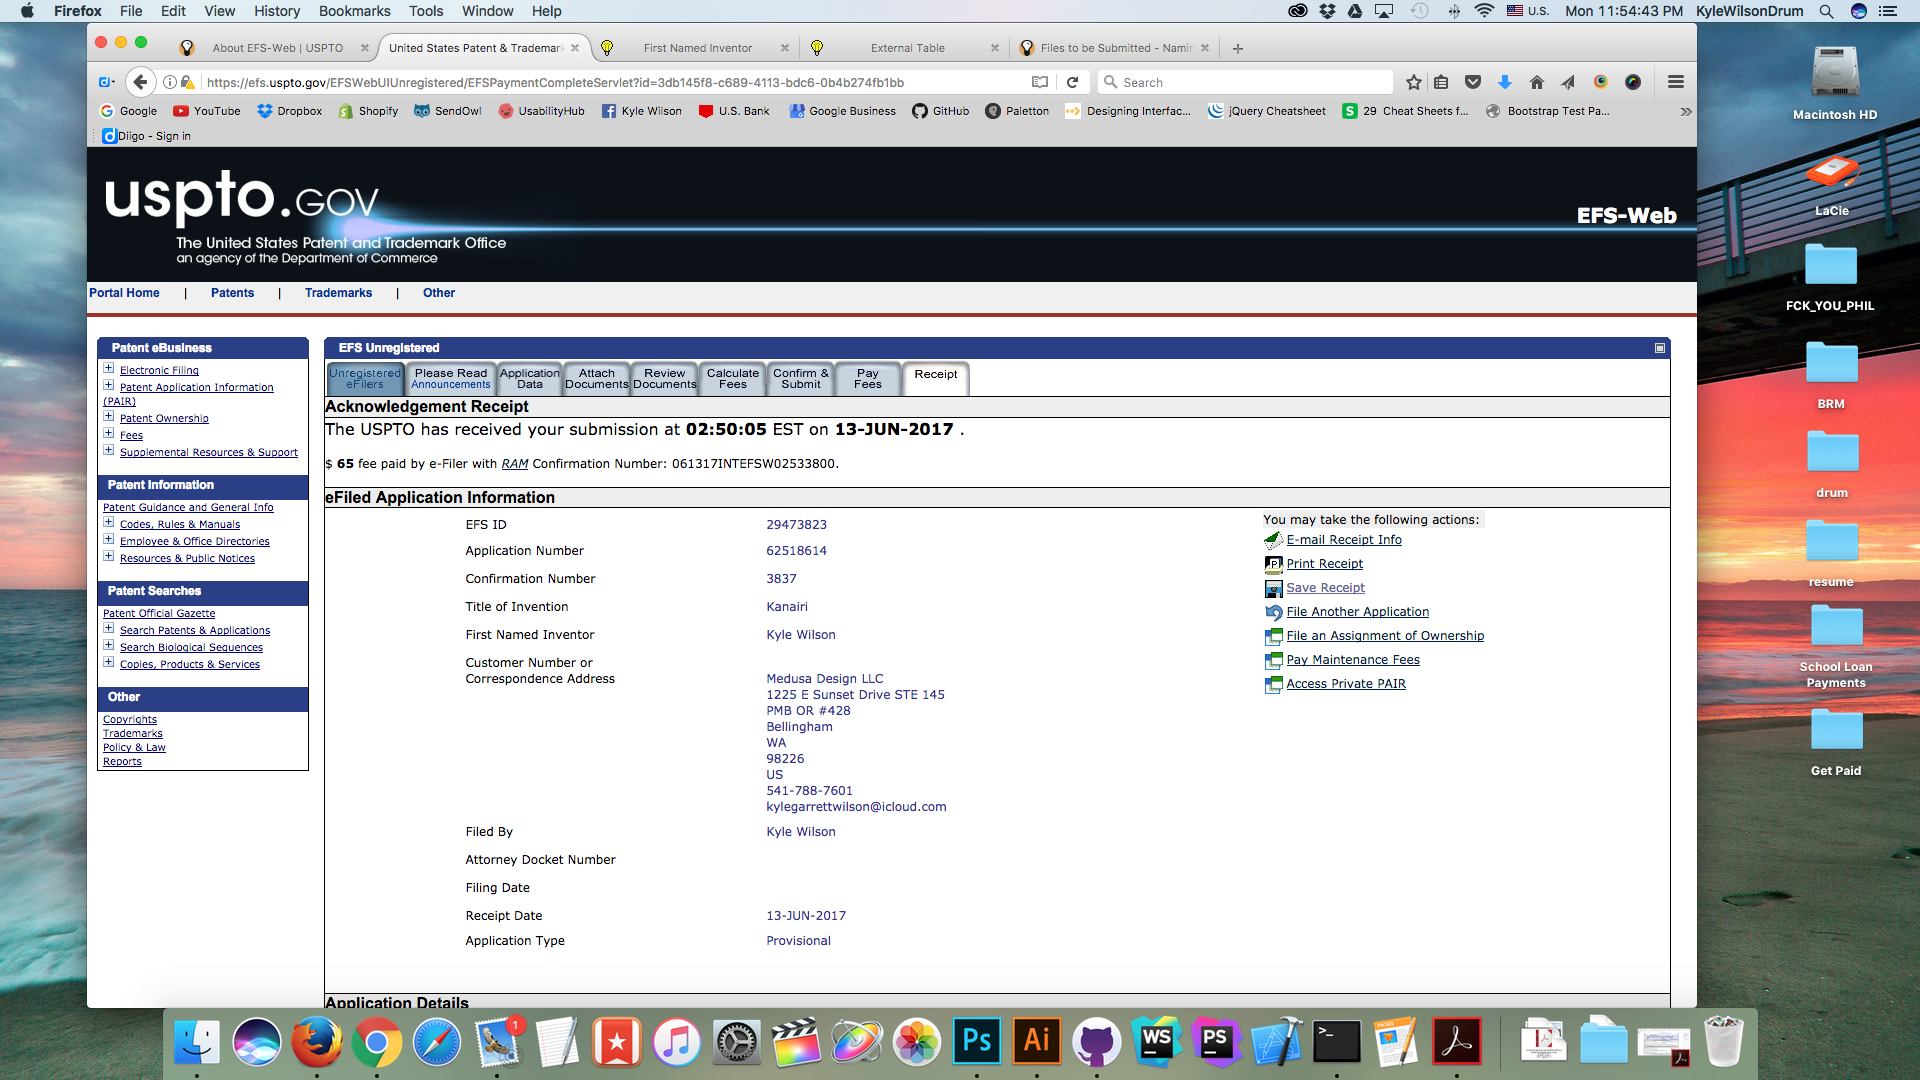 Firefox File Edit View History Bookmarks Tools Window Help
U.S. Mon 11:54:43 PM KyleWilsonDrum
About EFS-Web | USPTO
United States Patent & Trademar
First Named Inventor
External Table
Files to be Submitted - Namin
https://efs.uspto.gov/EFSWebUIUnregistered/EFSPaymentCompleteServlet?id=3db145f8-c689-4113-bdc6-0b4b274fb1bb
Search
Google YouTube Dropbox Shopify SendOwl UsabilityHub Kyle Wilson U.S. Bank Google Business GitHub Paletton Designing Interfac... jQuery Cheatsheet 29 Cheat Sheets f... Bootstrap Test Pa...
Diigo - Sign in
uspto.GOV
The United States Patent and Trademark Office
an agency of the Department of Commerce
EFS-Web
Portal Home | Patents | Trademarks | Other
Patent eBusiness
Electronic Filing
Patent Application Information
(PAIR)
Patent Ownership
Fees
Supplemental Resources & Support
Patent Information
Patent Guidance and General Info
Codes, Rules & Manuals
Employee & Office Directories
Resources & Public Notices
Patent Searches
Patent Official Gazette
Search Patents & Applications
Search Biological Sequences
Copies, Products & Services
Other
Copyrights
Trademarks
Policy & Law
Reports
EFS Unregistered
Unregistered eFilers
Please Read Announcements
Application Data
Attach Documents
Review Documents
Calculate Fees
Confirm & Submit
Pay Fees
Receipt
Acknowledgement Receipt
The USPTO has received your submission at 02:50:05 EST on 13-JUN-2017 .
$ 65 fee paid by e-Filer with RAM Confirmation Number: 061317INTEFSW02533800.
eFiled Application Information
EFS ID 29473823
Application Number 62518614
Confirmation Number 3837
Title of Invention Kanairi
First Named Inventor Kyle Wilson
Customer Number or
Correspondence Address Medusa Design LLC
1225 E Sunset Drive STE 145
PMB OR #428
Bellingham
WA
98226
US
541-788-7601
kylegarrettwilson@icloud.com
Filed By Kyle Wilson
Attorney Docket Number
Filing Date
Receipt Date 13-JUN-2017
Application Type Provisional
You may take the following actions:
E-mail Receipt Info
Print Receipt
Save Receipt
File Another Application
File an Assignment of Ownership
Pay Maintenance Fees
Access Private PAIR
Application Details
Macintosh HD
LaCie
FCK_YOU_PHIL
BRM
drum
resume
School Loan
Payments
Get Paid
1
Ps
Ai
WS
PS
PAGES